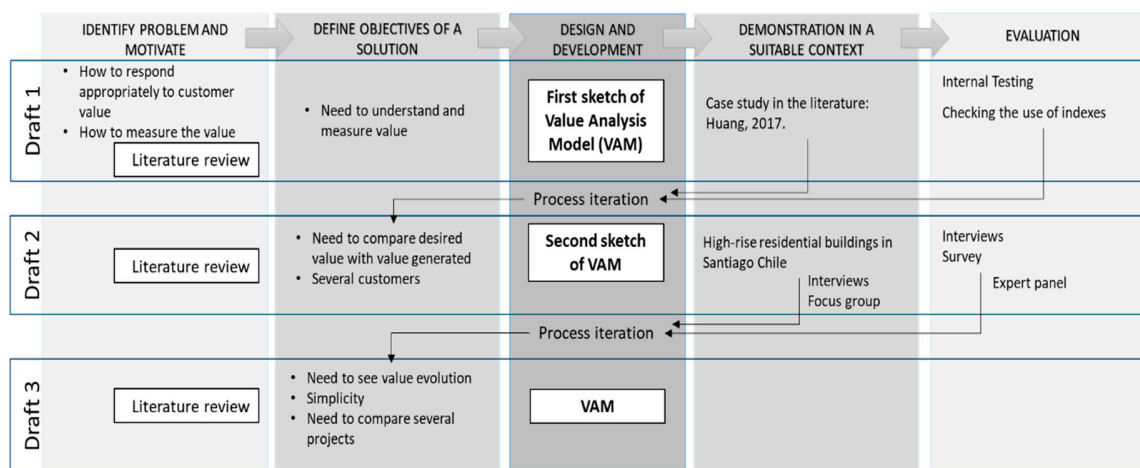 IDENTIFY PROBLEM AND
MOTIVATE
DEFINE OBJECTIVES OF A
SOLUTION
DESIGN AND
DEVELOPMENT
DEMONSTRATION IN A
SUITABLE CONTEXT
EVALUATION
Draft 1
• How to respond
appropriately to customer
value
• How to measure the value
Literature review
• Need to understand and
measure value
First sketch of
Value Analysis
Model (VAM)
Case study in the literature:
Huang, 2017.
Internal Testing
Checking the use of indexes
Process iteration
Draft 2
Literature review
• Need to compare desired
value with value generated
• Several customers
Second sketch
of VAM
High-rise residential buildings in
Santiago Chile
Interviews
Focus group
Interviews
Survey
Expert panel
Process iteration
Draft 3
Literature review
• Need to see value evolution
• Simplicity
• Need to compare several
projects
VAM